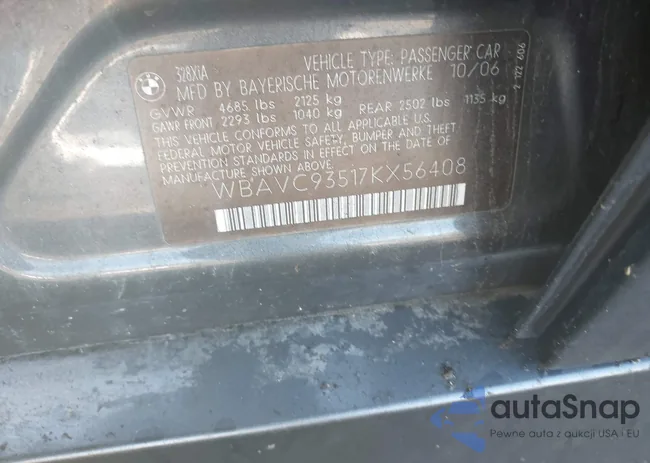 328XIA VEHICLE TYPE: PASSENGER CAR
MFD BY BAYERISCHE MOTORENWERKE 10/06
GVWR 4685 lbs 2125 kg
GAWR FRONT 2293 lbs 1040 kg REAR 2502 lbs 1135 kg
THIS VEHICLE CONFORMS TO ALL APPLICABLE U.S.
FEDERAL MOTOR VEHICLE SAFETY, BUMPER AND THEFT
PREVENTION STANDARDS IN EFFECT ON THE DATE OF
MANUFACTURE SHOWN ABOVE.
WBAVC93517KX56408
2 122 606
autaSnap
Pewne auta z aukcji USA i EU